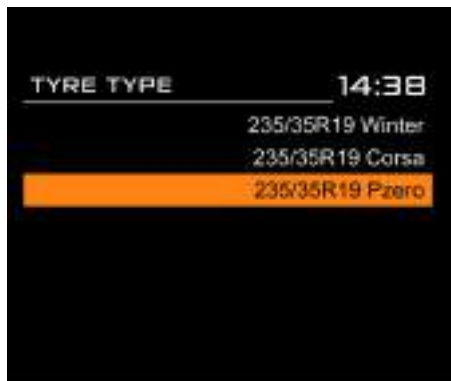 TYRE TYPE 14:38
235/35R19 Winter
235/35R19 Corsa
235/35R19 Pzero